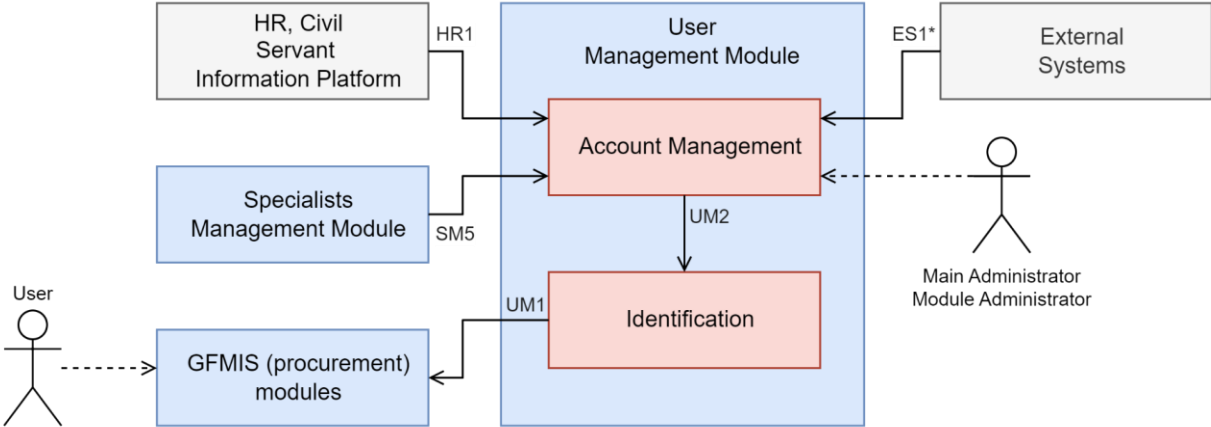 HR, Civil
Servant
Information Platform
HR1
User
Management Module
ES1*
External
Systems
Account Management
Specialists
Management Module
SM5
UM2
Main Administrator
Module Administrator
User
UM1
Identification
GFMIS (procurement)
modules